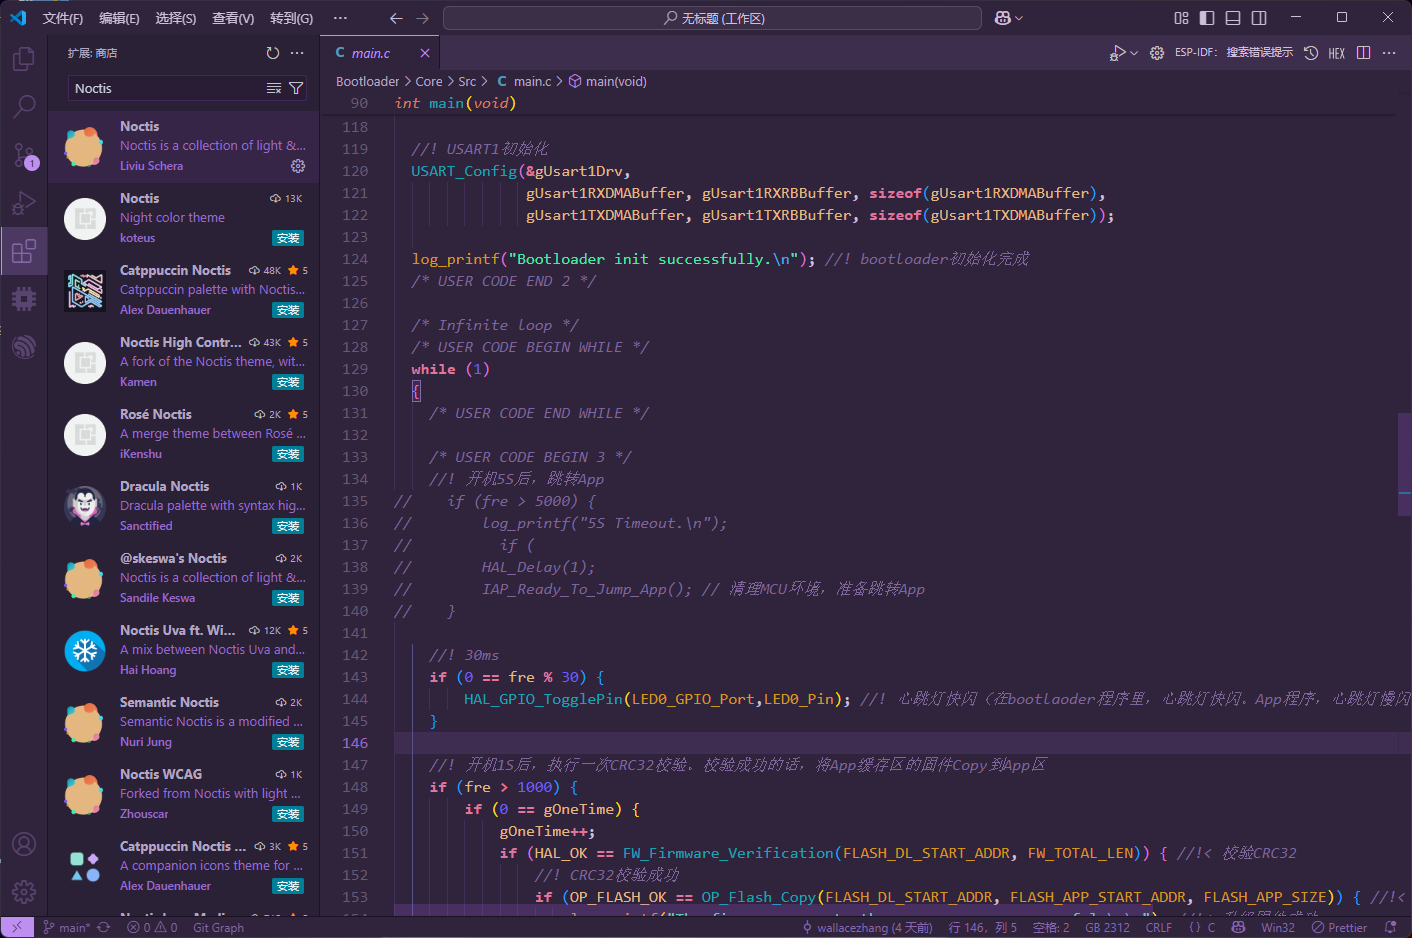 文件(F) 编辑(E) 选择(S) 查看(V) 转到(G) ··· 无标题 (工作区)
扩展: 商店
Noctis
Noctis
Noctis is a collection of light &...
Liviu Schera
Noctis 13K
Night color theme
koteus 安装
Catppuccin Noctis 48K 5
Catppuccin palette with Noctis...
Alex Dauenhauer 安装
Noctis High Contr... 43K 5
A fork of the Noctis theme, wit...
Kamen 安装
Rosé Noctis 2K 5
A merge theme between Rosé ...
iKenshu 安装
Dracula Noctis 1K
Dracula palette with syntax hig...
Sanctified 安装
@skeswa's Noctis 2K
Noctis is a collection of light &...
Sandile Keswa 安装
Noctis Uva ft. Wi... 12K 5
A mix between Noctis Uva and...
Hai Hoang 安装
Semantic Noctis 2K
Semantic Noctis is a modified ...
Nuri Jung 安装
Noctis WCAG 1K
Forked from Noctis with light ...
Zhouscar 安装
Catppuccin Noctis ... 3K 5
A companion icons theme for ...
Alex Dauenhauer 安装
1
C main.c
ESP-IDF: 搜索错误提示 HEX
Bootloader > Core > Src > C main.c > main(void)
90 int main(void)
118
119 //! USART1初始化
120 USART_Config(&gUsart1Drv,
121 gUsart1RXDMABuffer, gUsart1RXRBBuffer, sizeof(gUsart1RXDMABuffer),
122 gUsart1TXDMABuffer, gUsart1TXRBBuffer, sizeof(gUsart1TXDMABuffer));
123
124 log_printf("Bootloader init successfully.\n"); //! bootloader初始化完成
125 /* USER CODE END 2 */
126
127 /* Infinite loop */
128 /* USER CODE BEGIN WHILE */
129 while (1)
130 {
131 /* USER CODE END WHILE */
132
133 /* USER CODE BEGIN 3 */
134 //! 开机5S后，跳转App
135 // if (fre > 5000) {
136 // log_printf("5S Timeout.\n");
137 // if (
138 // HAL_Delay(1);
139 // IAP_Ready_To_Jump_App(); // 清理MCU环境，准备跳转App
140 // }
141
142 //! 30ms
143 if (0 == fre % 30) {
144 HAL_GPIO_TogglePin(LED0_GPIO_Port,LED0_Pin); //! 心跳灯快闪（在bootlaoder程序里，心跳灯快闪。App程序，心跳灯慢闪
145 }
146
147 //! 开机1S后，执行一次CRC32校验。校验成功的话，将App缓存区的固件Copy到App区
148 if (fre > 1000) {
149 if (0 == gOneTime) {
150 gOneTime++;
151 if (HAL_OK == FW_Firmware_Verification(FLASH_DL_START_ADDR, FW_TOTAL_LEN)) { //!< 校验CRC32
152 //! CRC32校验成功
153 if (OP_FLASH_OK == OP_Flash_Copy(FLASH_DL_START_ADDR, FLASH_APP_START_ADDR, FLASH_APP_SIZE)) { //!<
main* 0 0 Git Graph wallacezhang (4 天前) 行 146，列 5 空格: 2 GB 2312 CRLF {} C Win32 Prettier